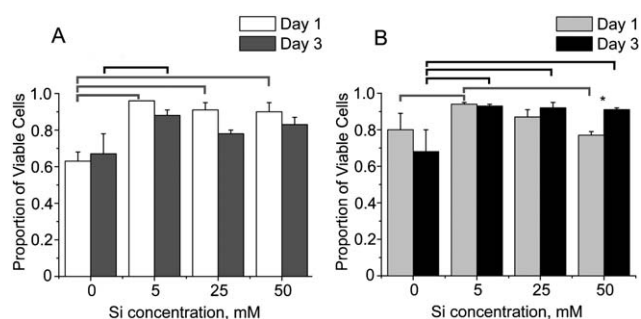 A
Day 1
Day 3
Proportion of Viable Cells
1.0
0.8
0.6
0.4
0.2
0
0 5 25 50
Si concentration, mM
B
Day 1
Day 3
Proportion of Viable Cells
1.0
0.8
0.6
0.4
0.2
0
*
0 5 25 50
Si concentration, mM